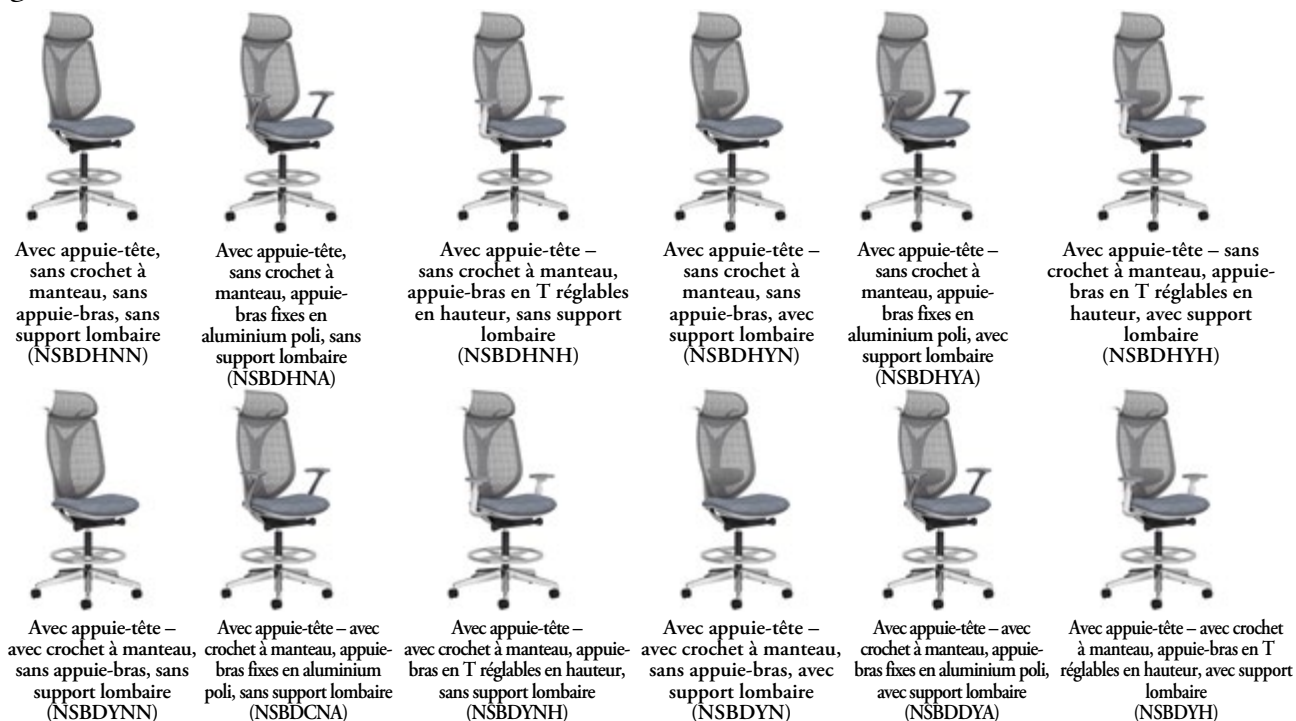 Avec appuie-tête,
sans crochet à
manteau, sans
appuie-bras, sans
support lombaire
(NSBDHNN)
Avec appuie-tête,
sans crochet à
manteau, appuie-
bras fixes en
aluminium poli, sans
support lombaire
(NSBDHNA)
Avec appuie-tête –
sans crochet à manteau,
appuie-bras en T réglables
en hauteur, sans support
lombaire
(NSBDHNH)
Avec appuie-tête –
sans crochet à
manteau, sans
appuie-bras, avec
support lombaire
(NSBDHYN)
Avec appuie-tête –
sans crochet à
manteau, appuie-
bras fixes en
aluminium poli, avec
support lombaire
(NSBDHYA)
Avec appuie-tête – sans
crochet à manteau, appuie-
bras en T réglables en
hauteur, avec support
lombaire
(NSBDHYH)
Avec appuie-tête –
avec crochet à manteau,
sans appuie-bras, sans
support lombaire
(NSBDYNN)
Avec appuie-tête – avec
crochet à manteau, appuie-
bras fixes en aluminium
poli, sans support lombaire
(NSBDCNA)
Avec appuie-tête –
avec crochet à manteau, appuie-
bras en T réglables en hauteur,
sans support lombaire
(NSBDYNH)
Avec appuie-tête –
avec crochet à manteau,
sans appuie-bras, avec
support lombaire
(NSBDYN)
Avec appuie-tête – avec
crochet à manteau, appuie-
bras fixes en aluminium poli,
avec support lombaire
(NSBDDYA)
Avec appuie-tête – avec crochet
à manteau, appuie-bras en T
réglables en hauteur, avec support
lombaire
(NSBDYH)